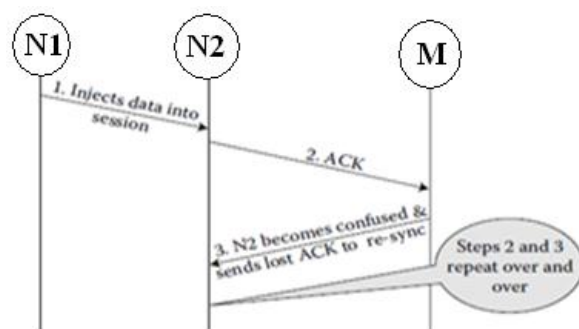 N1
N2
M
1. Injects data into
session
2. ACK
3. N2 becomes confused &
sends lost ACK to re-sync
Steps 2 and 3
repeat over and
over